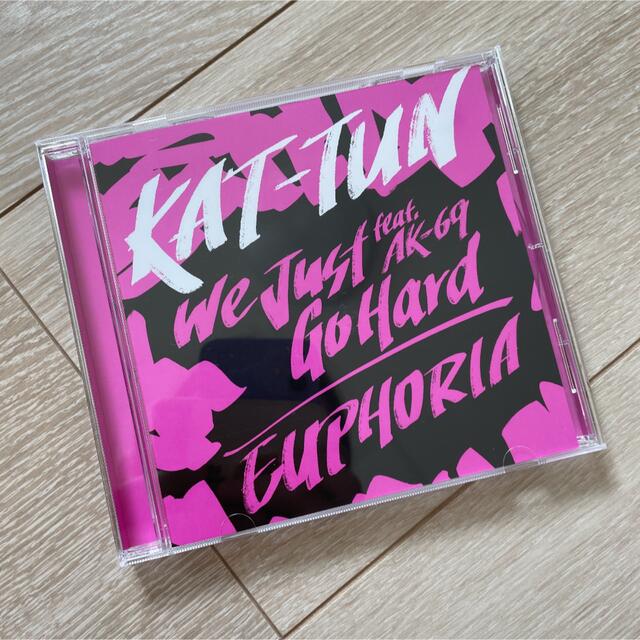 KAT-TUN
We Just feat. AK-69
Go Hard
EUPHORIA